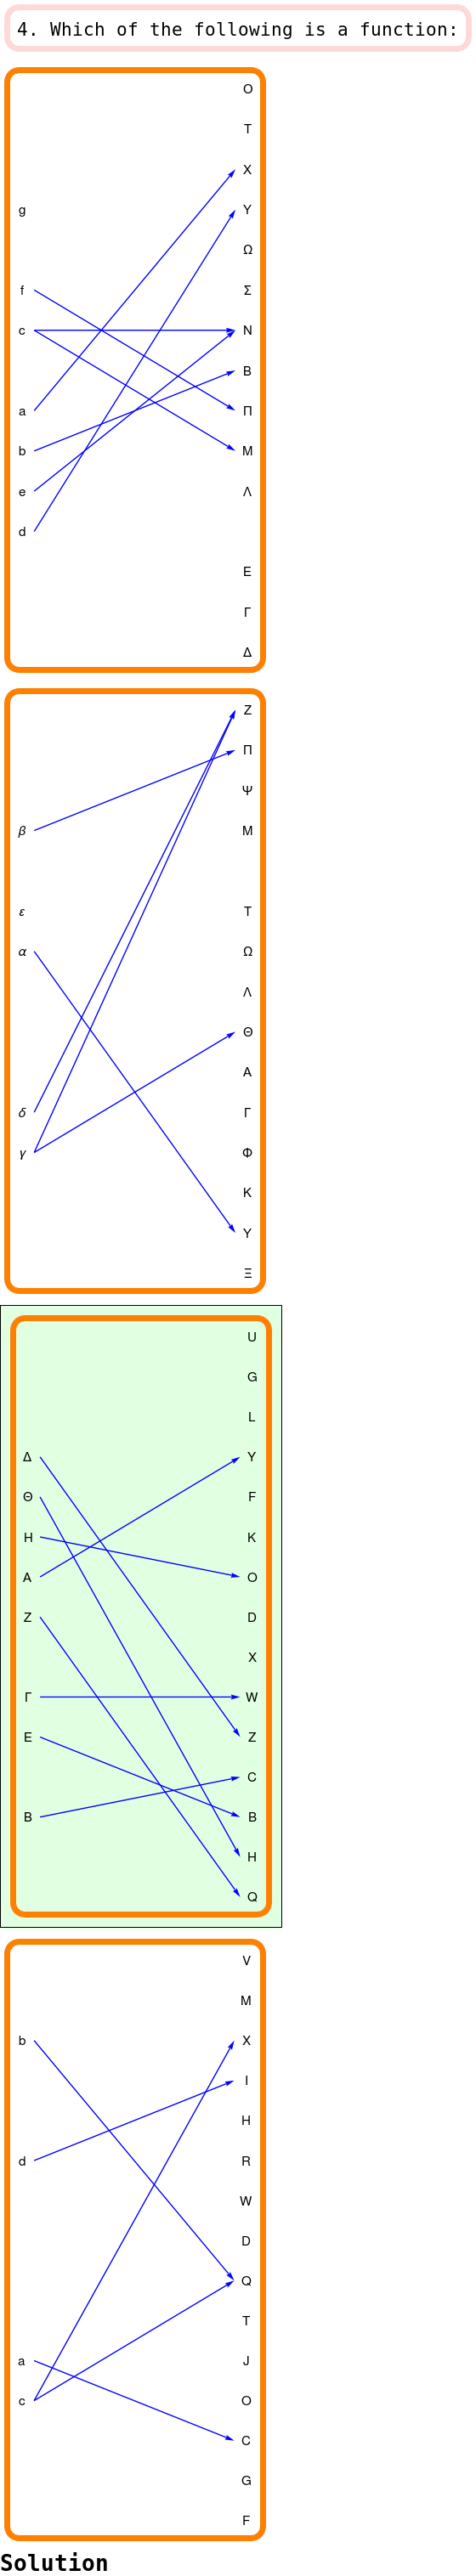 4. Which of the following is a function:
Ο
Τ
Χ
g Υ
Ω
f Σ
c Ν
Β
a Π
b Μ
e Λ
d
Ε
Γ
Δ
Ζ
Π
Ψ
β Μ
ε Τ
α Ω
Λ
Θ
Α
δ Γ
γ Φ
Κ
Υ
Ξ
U
G
L
Δ Y
Θ F
Η K
Α O
Ζ D
X
Γ W
Ε Z
C
Β B
H
Q
V
M
b X
I
H
d R
W
D
Q
T
a J
c O
C
G
F
Solution